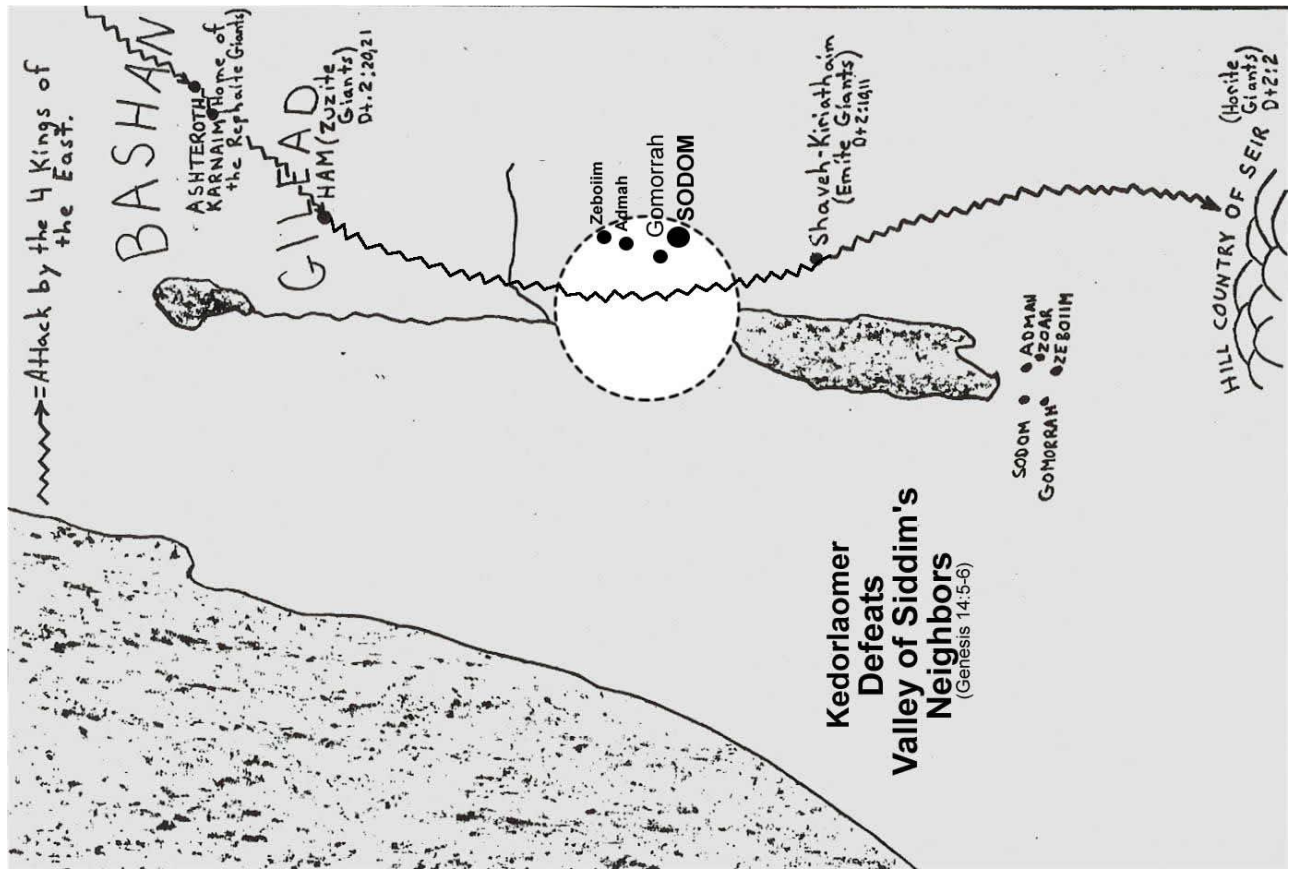 =Attack by the 4 Kings of
the East.
BASHAN
ASHTEROTH
KARNAIM Home of
the Rephaite Giants)
GILEAD
HAM (Zuzite
Giants)
Dt. 2:20,21
Zeboiim
Admah
Gomorrah
SODOM
Shaveh-Kiriathaim
(Emite Giants)
Dt 2:10,11
(Horite
Giants)
Dt 2:2
HILL COUNTRY OF SEIR
SODOM
GOMORRAH
ADMAH
ZOAR
ZEBOIIM
Kedorlaomer
Defeats
Valley of Siddim's
Neighbors
(Genesis 14:5-6)